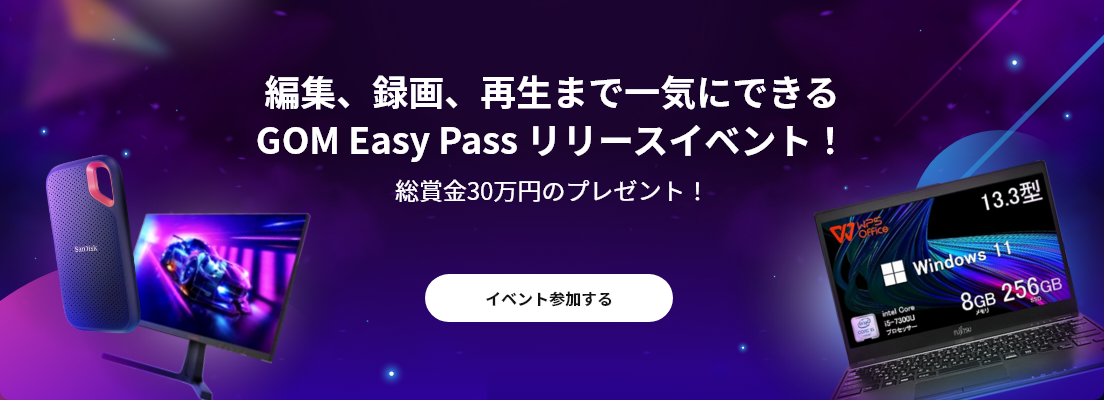 編集、録画、再生まで一気にできる
GOM Easy Pass リリースイベント！
総賞金30万円のプレゼント！
イベント参加する
SanDisk
13.3型
WPS Office
Windows 11
8GB メモリ
256GB SSD
intel Core
i5-7300U
プロセッサー
FUJITSU